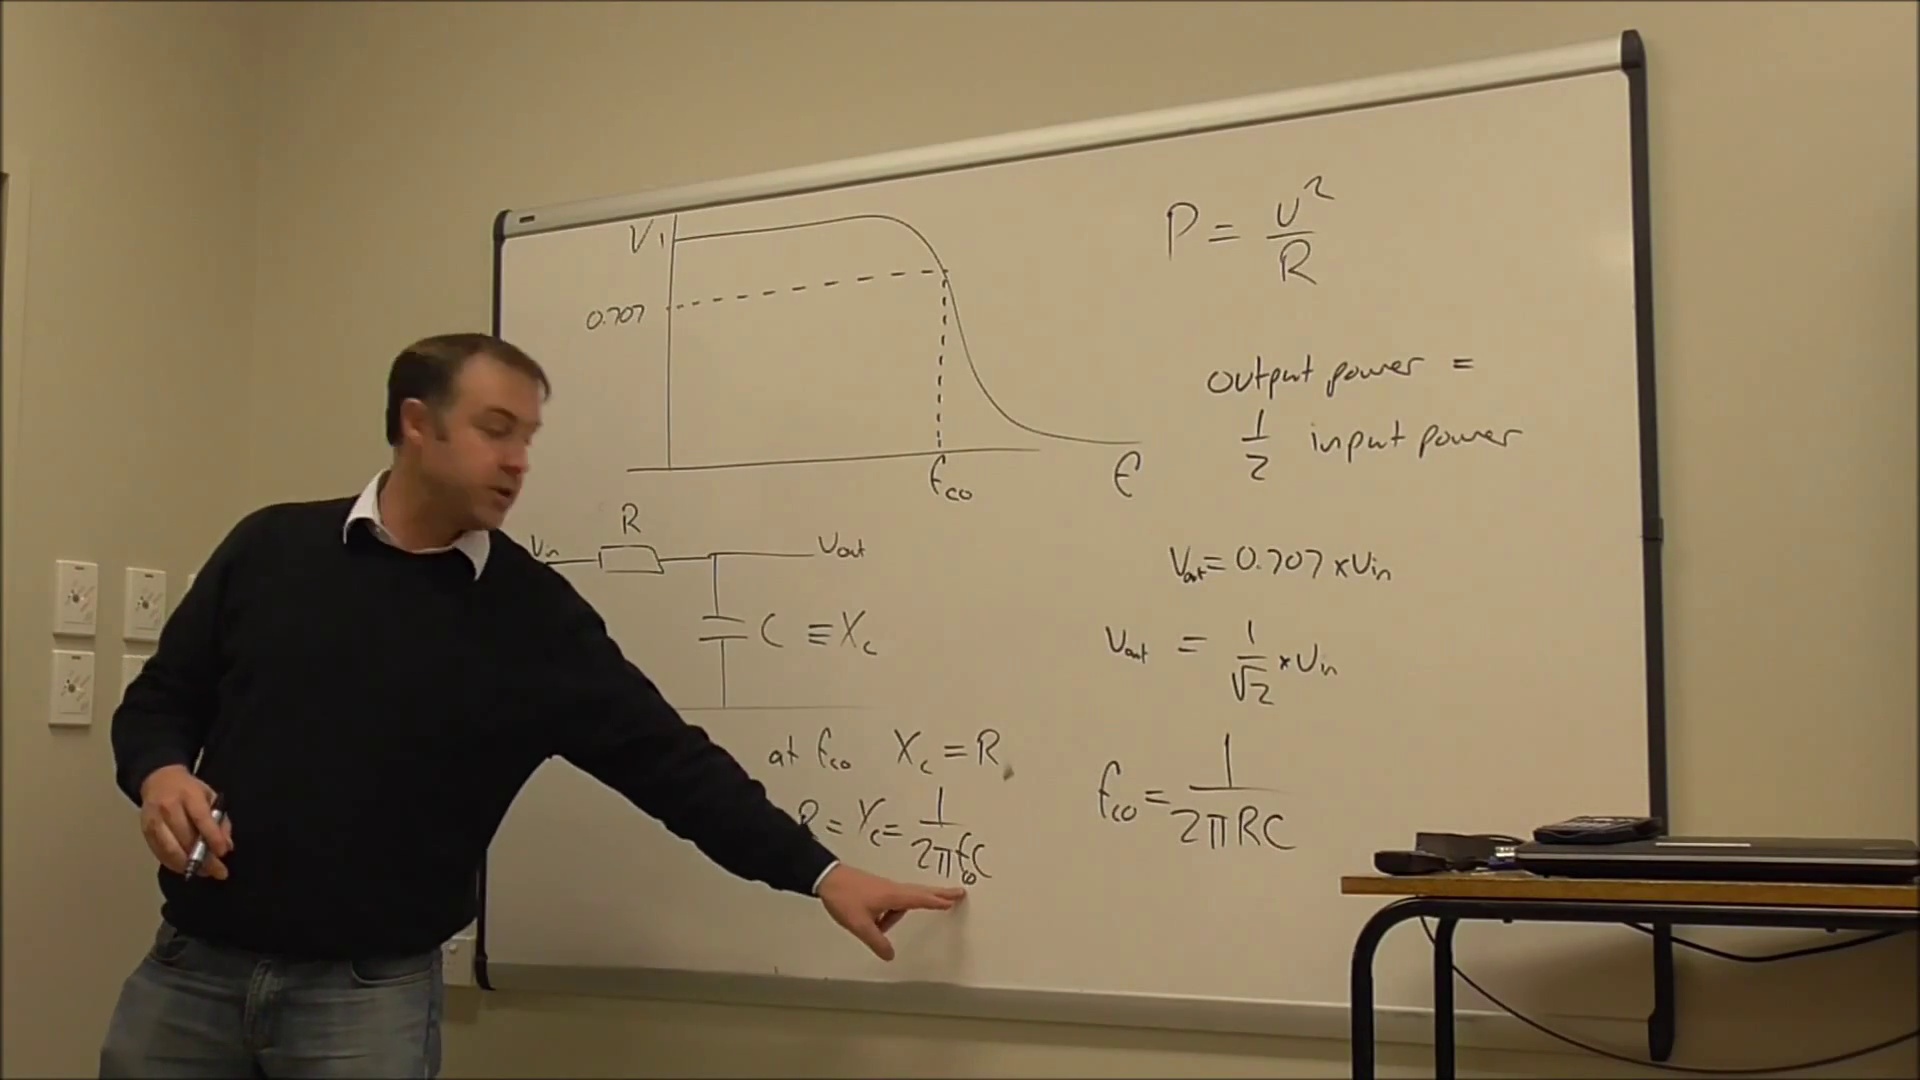 V 1
0.707
fco
f
Vin
R
Vout
C ≡ Xc
at fco Xc = R
R = Xc = 1/2πfcoC
P = V²/R
output power =
1/2 input power
Vout = 0.707 x Vin
Vout = 1/√2 x Vin
fco = 1/2πRC